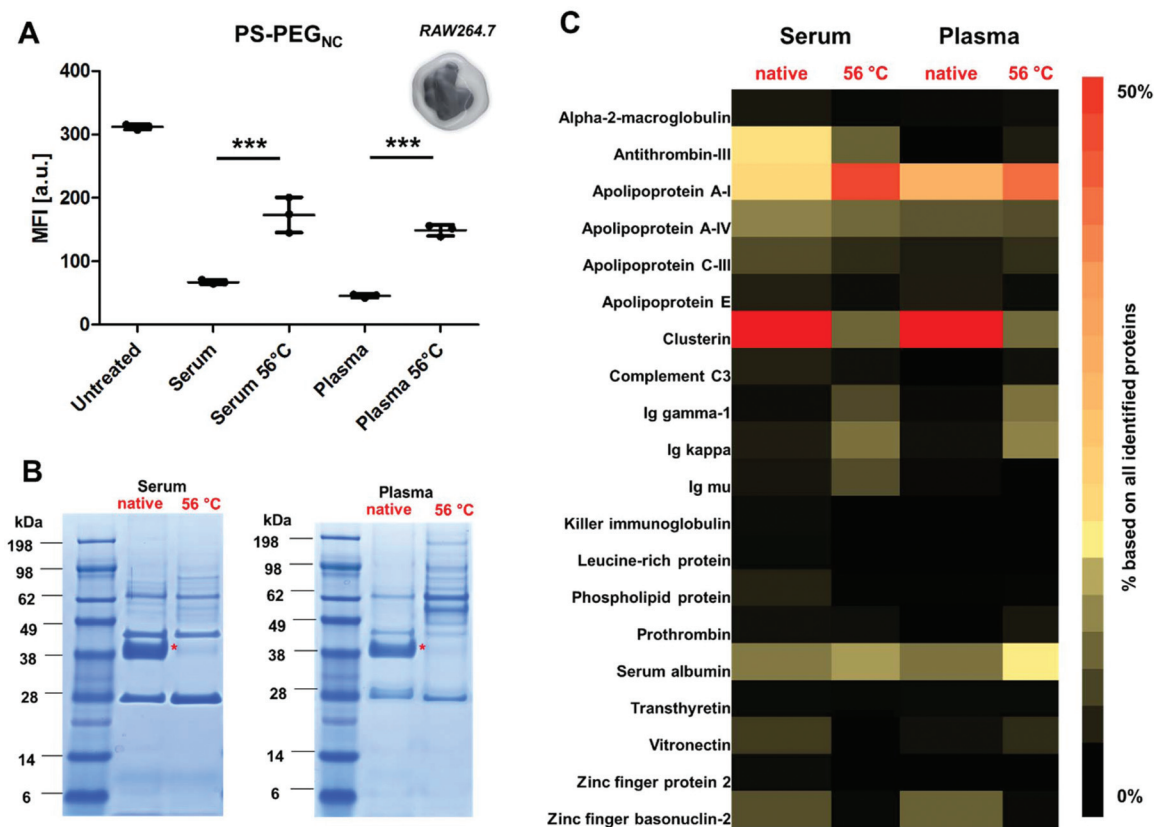 A
PS-PEG_NC
RAW264.7
400
300
200
100
0
MFI [a.u.]
***
***
Untreated
Serum
Serum 56°C
Plasma
Plasma 56°C
B
Serum
native 56 °C
kDa
198
98
62
49
38
28
14
6
*
Plasma
native 56 °C
kDa
198
98
62
49
38
28
14
6
*
C
Serum Plasma
native 56 °C native 56 °C
Alpha-2-macroglobulin
Antithrombin-III
Apolipoprotein A-I
Apolipoprotein A-IV
Apolipoprotein C-III
Apolipoprotein E
Clusterin
Complement C3
Ig gamma-1
Ig kappa
Ig mu
Killer immunoglobulin
Leucine-rich protein
Phospholipid protein
Prothrombin
Serum albumin
Transthyretin
Vitronectin
Zinc finger protein 2
Zinc finger basonuclin-2
50%
% based on all identified proteins
0%